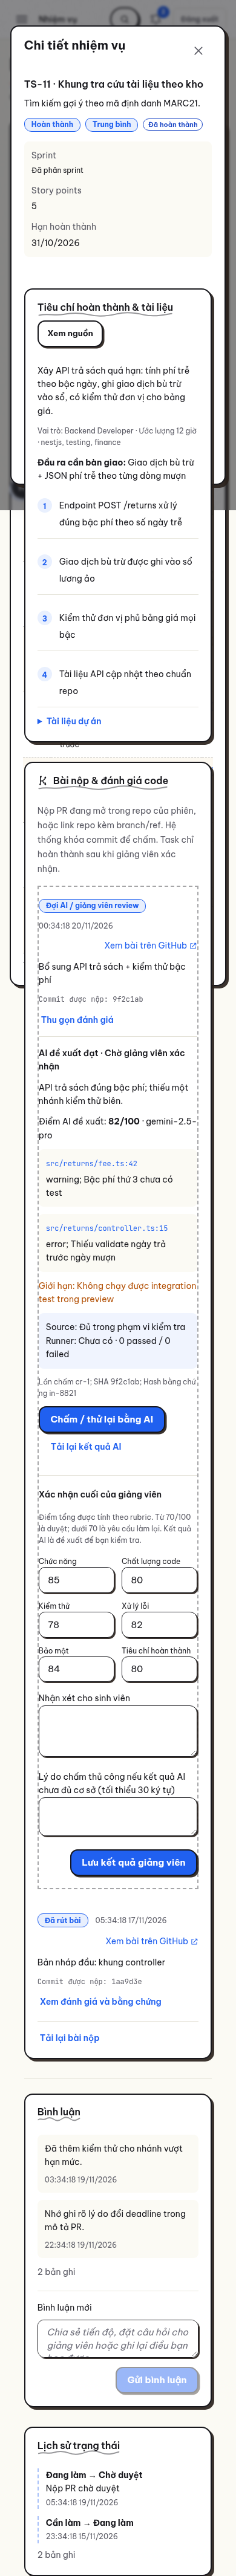 Chi tiết nhiệm vụ
TS-11 · Khung tra cứu tài liệu theo kho
Tìm kiếm gợi ý theo mã định danh MARC21.
Hoàn thành
Trung bình
Đã hoàn thành
Sprint
Đã phân sprint
Story points
5
Hạn hoàn thành
31/10/2026
Tiêu chí hoàn thành & tài liệu
Xem nguồn
Xây API trả sách quá hạn: tính phí trễ
theo bậc ngày, ghi giao dịch bù trừ
vào sổ, có kiểm thử đơn vị cho bảng
giá.
Vai trò: Backend Developer · Ước lượng 12 giờ
· nestjs, testing, finance
Đầu ra cần bàn giao: Giao dịch bù trừ
+ JSON phí trễ theo từng dòng mượn
1 Endpoint POST /returns xử lý
đúng bậc phí theo số ngày trễ
2 Giao dịch bù trừ được ghi vào sổ
lương ảo
3 Kiểm thử đơn vị phủ bảng giá mọi
bậc
4 Tài liệu API cập nhật theo chuẩn
repo
▶ Tài liệu dự án
trước
Bài nộp & đánh giá code
Nộp PR đang mở trong repo của phiên,
hoặc link repo kèm branch/ref. Hệ
thống khóa commit để chấm. Task chỉ
hoàn thành sau khi giảng viên xác
nhận.
Đợi AI / giảng viên review
00:34:18 20/11/2026
Xem bài trên GitHub
Bổ sung API trả sách + kiểm thử bậc
phí
Commit được nộp: 9f2c1ab
Thu gọn đánh giá
AI đề xuất đạt · Chờ giảng viên xác
nhận
API trả sách đúng bậc phí; thiếu một
nhánh kiểm thử biên.
Điểm AI đề xuất: 82/100 · gemini-2.5-
pro
src/returns/fee.ts:42
warning; Bậc phí thứ 3 chưa có
test
src/returns/controller.ts:15
error; Thiếu validate ngày trả
trước ngày mượn
Giới hạn: Không chạy được integration
test trong preview
Source: Đủ trong phạm vi kiểm tra
Runner: Chưa có · 0 passed / 0
failed
Lần chấm cr-1; SHA 9f2c1ab; Hash bằng chứ
ng in-8821
Chấm / thử lại bằng AI
Tải lại kết quả AI
Xác nhận cuối của giảng viên
Điểm tổng được tính theo rubric. Từ 70/100
là duyệt; dưới 70 là yêu cầu làm lại. Kết quả
AI là đề xuất để bạn kiểm tra.
Chức năng
Chất lượng code
85
80
Kiểm thử
Xử lý lỗi
78
82
Bảo mật
Tiêu chí hoàn thành
84
80
Nhận xét cho sinh viên
Lý do chấm thủ công nếu kết quả AI
chưa đủ cơ sở (tối thiểu 30 ký tự)
Lưu kết quả giảng viên
Đã rút bài
05:34:18 17/11/2026
Xem bài trên GitHub
Bản nháp đầu: khung controller
Commit được nộp: 1aa9d3e
Xem đánh giá và bằng chứng
Tải lại bài nộp
Bình luận
Đã thêm kiểm thử cho nhánh vượt
hạn mức.
03:34:18 19/11/2026
Nhớ ghi rõ lý do đổi deadline trong
mô tả PR.
22:34:18 19/11/2026
2 bản ghi
Bình luận mới
Chia sẻ tiến độ, đặt câu hỏi cho
giảng viên hoặc ghi lại điều bạn
Gửi bình luận
Lịch sử trạng thái
Đang làm → Chờ duyệt
Nộp PR chờ duyệt
05:34:18 19/11/2026
Cần làm → Đang làm
23:34:18 15/11/2026
2 bản ghi